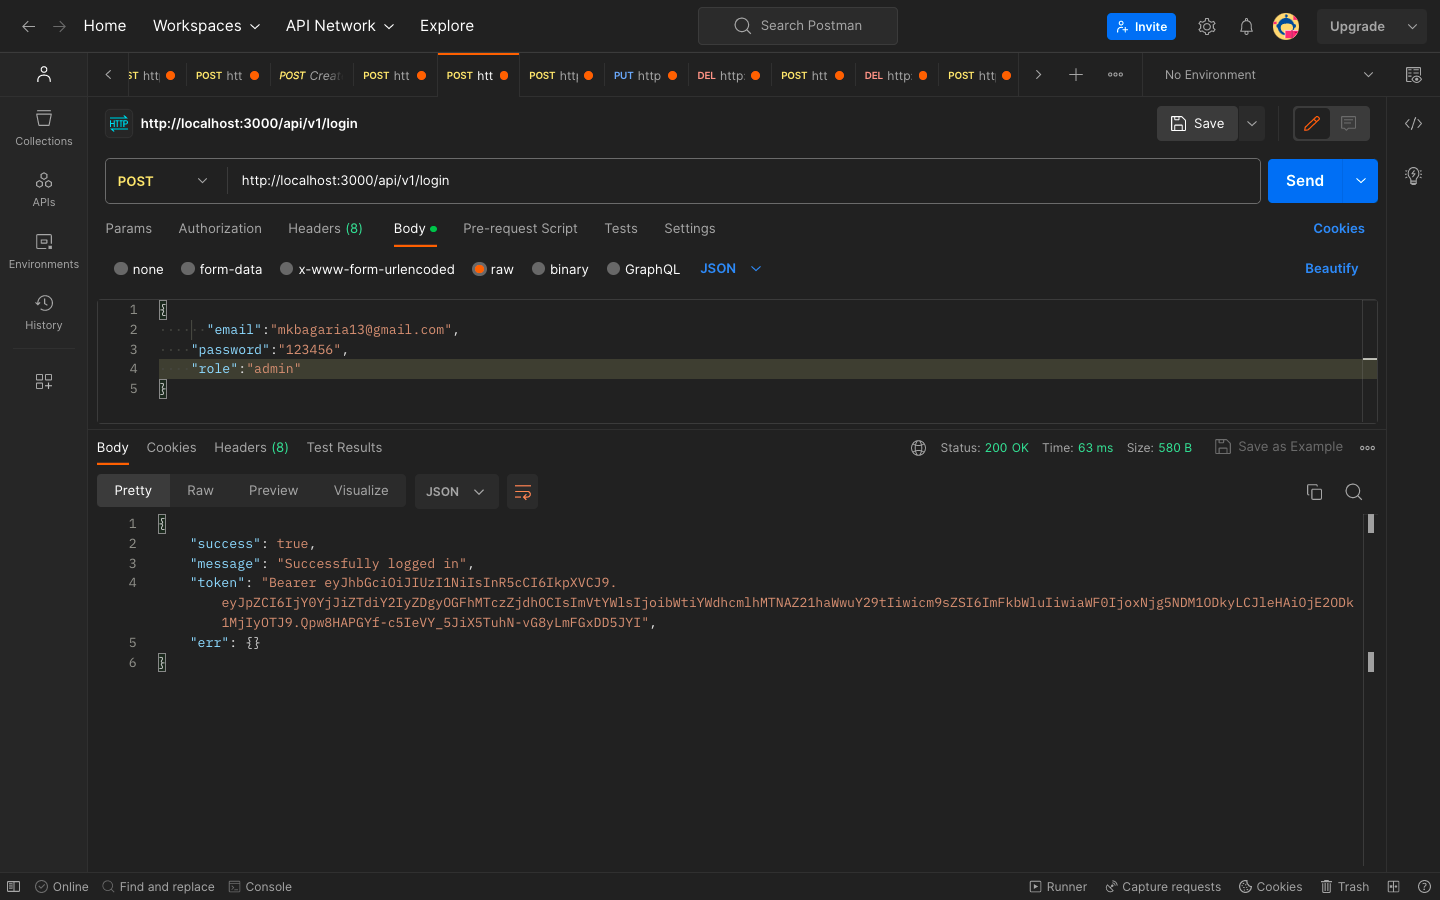 Home Workspaces API Network Explore Search Postman Invite Upgrade
ST htt POST htt POST Create POST htt POST htt POST http PUT http DEL http: POST htt DEL http: POST htt No Environment
HTTP http://localhost:3000/api/v1/login Save
POST http://localhost:3000/api/v1/login Send
Params Authorization Headers (8) Body Pre-request Script Tests Settings Cookies
none form-data x-www-form-urlencoded raw binary GraphQL JSON Beautify
Collections
APIs
Environments
History
1 {
2 "email":"mkbagaria13@gmail.com",
3 "password":"123456",
4 "role":"admin"
5 }
Body Cookies Headers (8) Test Results Status: 200 OK Time: 63 ms Size: 580 B Save as Example
Pretty Raw Preview Visualize JSON
1 {
2 "success": true,
3 "message": "Successfully logged in",
4 "token": "Bearer eyJhbGciOiJIUzI1NiIsInR5cCI6IkpXVCJ9.
eyJpZCI6IjY0YjJiZTdiY2IyZDgyOGFhMTczZjdhOCIsImVtYWlsIjoibWtiYWdhcmlhMTNAZ21haWwuY29tIiwicm9sZSI6ImFkbWluIiwiaWF0IjoxNjg5NDM1ODkyLCJleHAiOjE2ODk
1MjIyOTJ9.Qpw8HAPGYf-c5IeVY_5JiX5TuhN-vG8yLmFGxDD5JYI",
5 "err": {}
6 }
Online Find and replace Console Runner Capture requests Cookies Trash